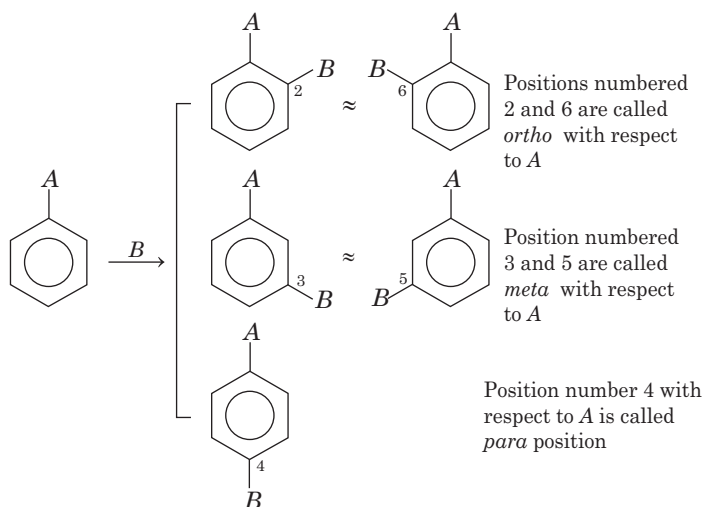 A
A
B
2
≈
B
6
Positions numbered
2 and 6 are called
ortho with respect
to A
A
B
A
3
B
≈
A
5
B
Position numbered
3 and 5 are called
meta with respect
to A
A
4
B
Position number 4 with
respect to A is called
para position